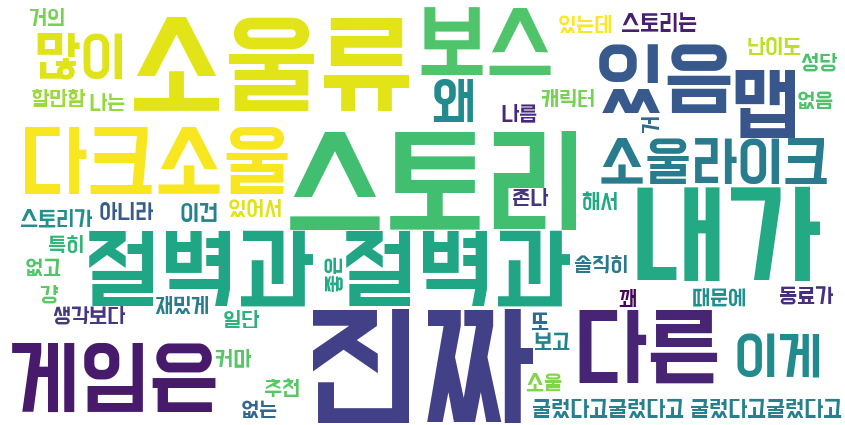 거의
있는데
스토리는
많이
소울류
보스
난이도
성당
할만함
나는
왜
캐릭터
있음
맵
없음
나름
거
다크소울
스토리
소울라이크
스토리가
아니라
이건
있어서
존나
해서
내가
특히
절벽과 절벽과
없고
좋은
솔직히
걍
재밌게
깨
때문에
동료가
생각보다
일단
진짜
또
다른
게임은
커마
보고
이게
추천
소울
없는
굴렀다고굴렀다고 굴렀다고굴렀다고